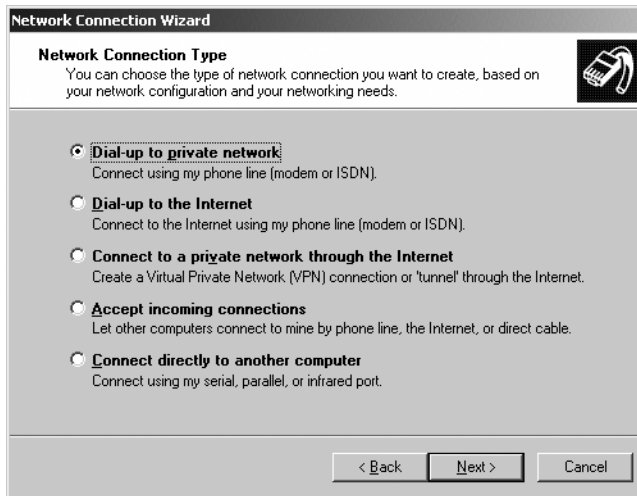 Network Connection Wizard
Network Connection Type
You can choose the type of network connection you want to create, based on
your network configuration and your networking needs.
Dial-up to private network
Connect using my phone line (modem or ISDN).
Dial-up to the Internet
Connect to the Internet using my phone line (modem or ISDN).
Connect to a private network through the Internet
Create a Virtual Private Network (VPN) connection or 'tunnel' through the Internet.
Accept incoming connections
Let other computers connect to mine by phone line, the Internet, or direct cable.
Connect directly to another computer
Connect using my serial, parallel, or infrared port.
< Back Next > Cancel